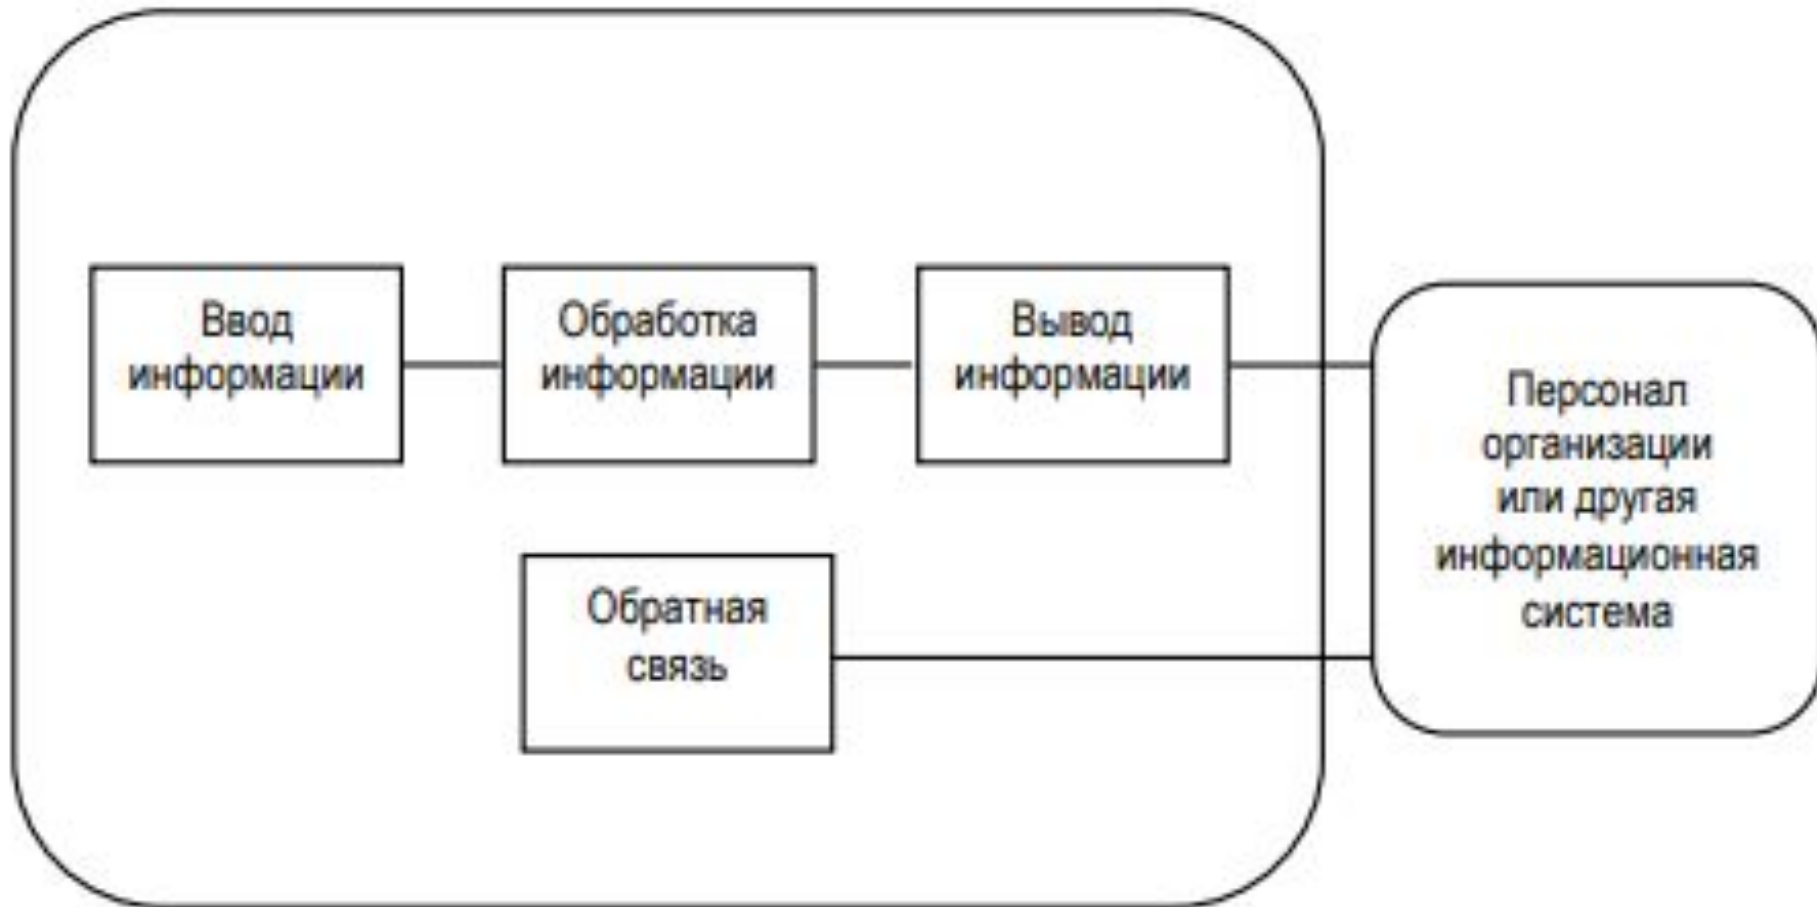 Ввод
информации
Обработка
информации
Вывод
информации
Персонал
организации
или другая
информационная
система
Обратная
связь